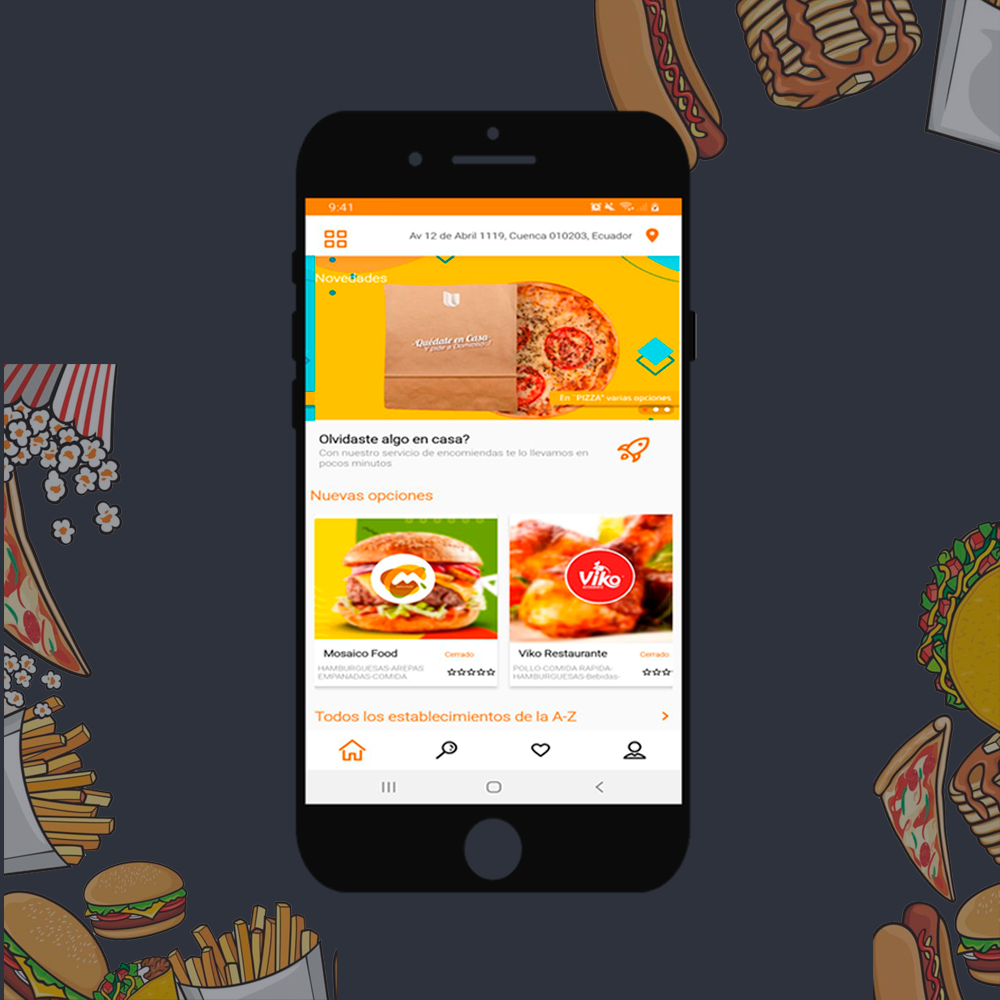 9:41
Av 12 de Abril 1119, Cuenca 010203, Ecuador
Novedades
Quédate en Casa
Y pide a Domicilio..!
En ¨PIZZA¨ varias opciones
Olvidaste algo en casa?
Con nuestro servicio de encomiendas te lo llevamos en
pocos minutos
Nuevas opciones
M
Viko
Mosaico Food
Cerrado
HAMBURGUESAS-AREPAS
EMPANADAS-COMIDA
Viko Restaurante
Cerrado
POLLO-COMIDA RAPIDA-
HAMBURGUESAS-Bebidas-
Todos los establecimientos de la A-Z